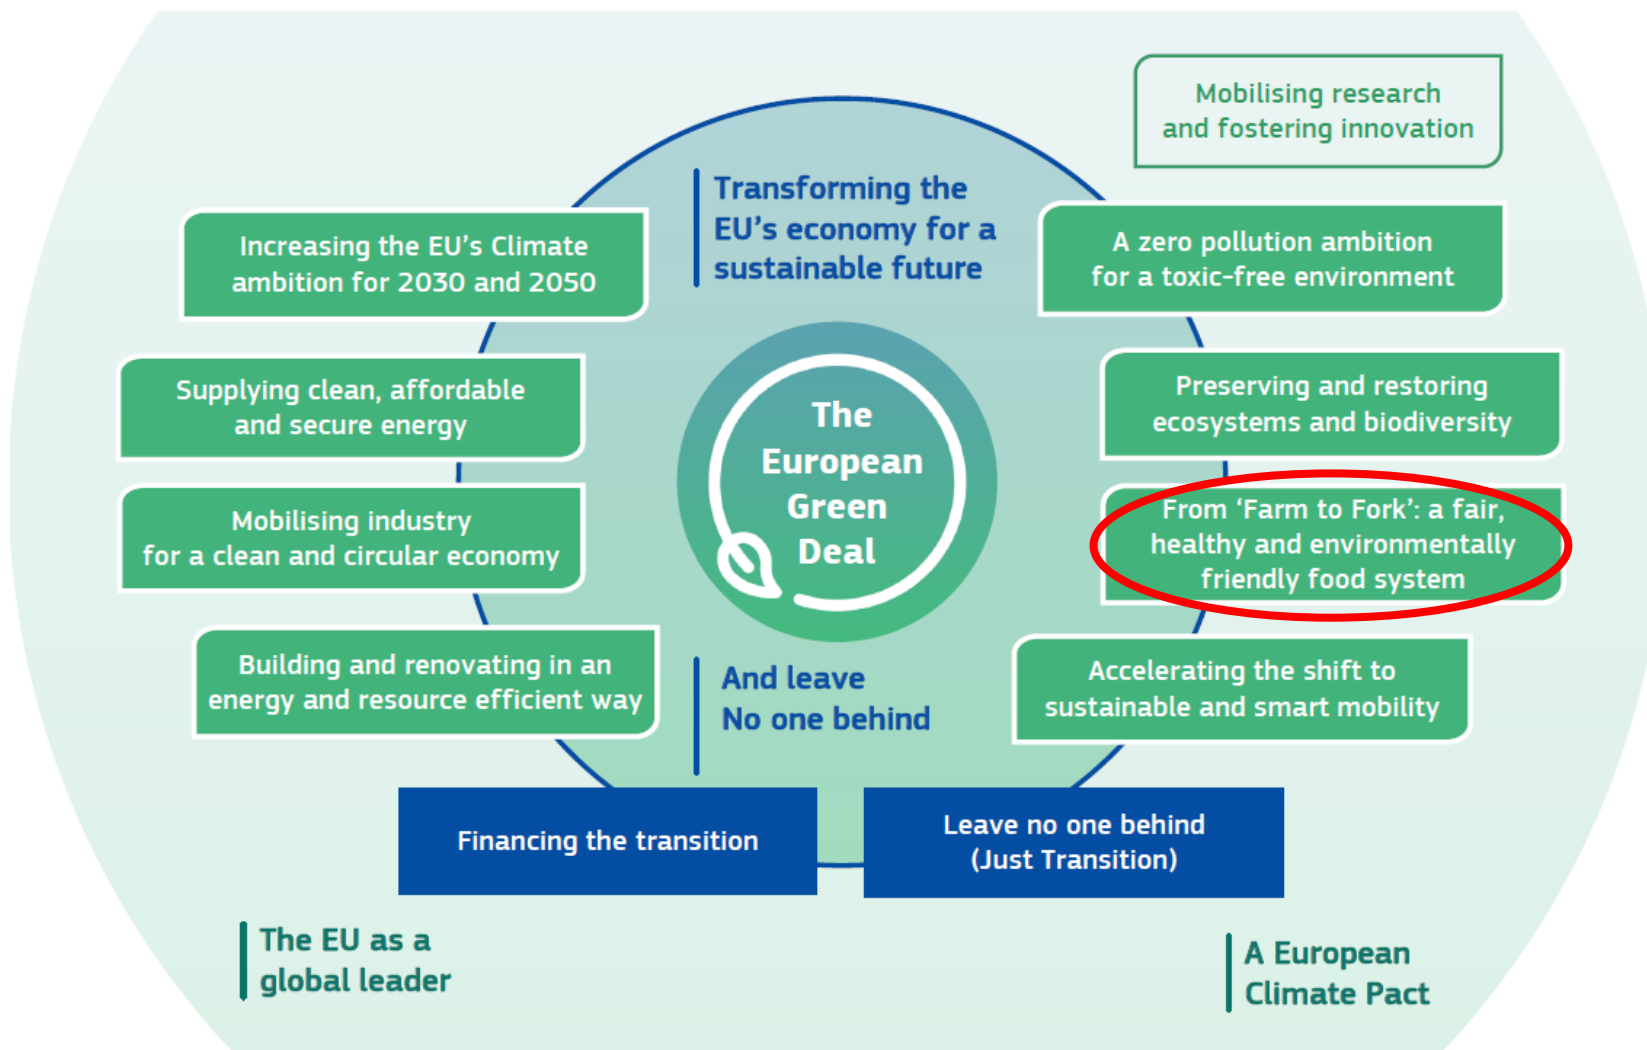 Mobilising research
and fostering innovation
Transforming the
EU's economy for a
sustainable future
Increasing the EU's Climate
ambition for 2030 and 2050
A zero pollution ambition
for a toxic-free environment
Supplying clean, affordable
and secure energy
Preserving and restoring
ecosystems and biodiversity
The
European
Green
Deal
Mobilising industry
for a clean and circular economy
From ‘Farm to Fork’: a fair,
healthy and environmentally
friendly food system
Building and renovating in an
energy and resource efficient way
And leave
No one behind
Accelerating the shift to
sustainable and smart mobility
Financing the transition
Leave no one behind
(Just Transition)
The EU as a
global leader
A European
Climate Pact